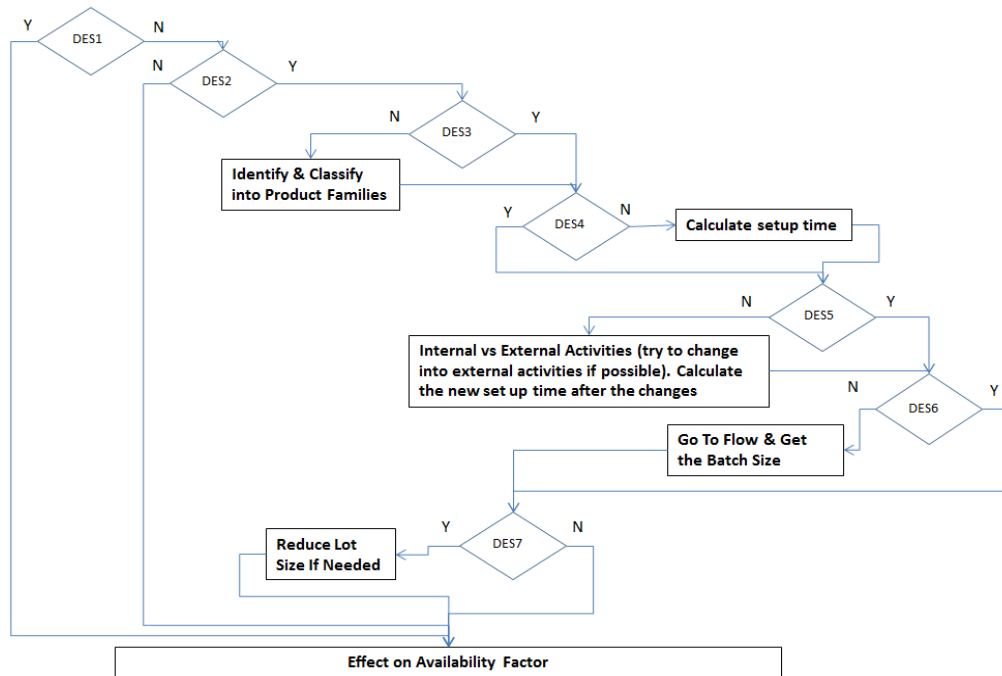 Y
DES1
N
N
DES2
Y
N
DES3
Y
Identify & Classify
into Product Families
Y
DES4
N
Calculate setup time
N
DES5
Y
Internal vs External Activities (try to change
into external activities if possible). Calculate
the new set up time after the changes
N
DES6
Y
Go To Flow & Get
the Batch Size
Y
DES7
N
Reduce Lot
Size If Needed
Effect on Availability Factor